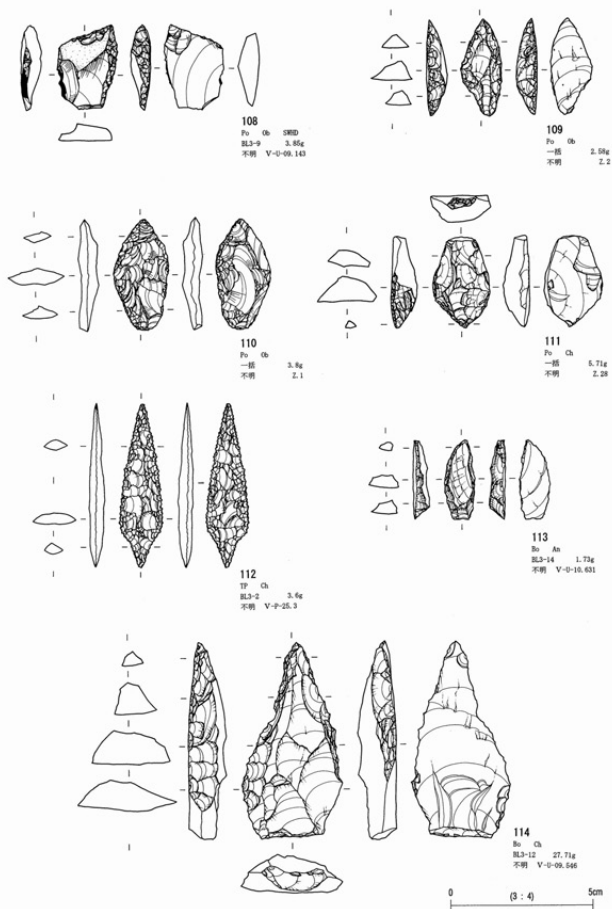 108
Po Ob SWHD
BL3-9 3.85g
不明 V-U-09.143
109
Po Ob
一括 2.58g
不明 Z.2
110
Po Ob
一括 3.8g
不明 Z.1
111
Po Ch
一括 5.71g
不明 Z.28
112
TP Ch
BL3-2 3.6g
不明 V-P-25.3
113
Bo An
BL3-14 1.73g
不明 V-U-10.631
114
Bo Ch
BL3-12 27.71g
不明 V-U-09.546
0 (3:4) 5cm